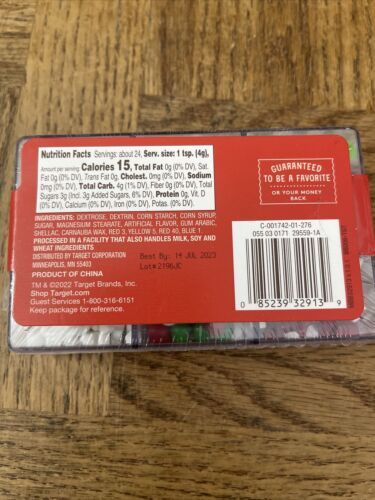 Nutrition Facts Servings: about 24, Serv. size: 1 tsp. (4g),
Amount per serving: Calories 15, Total Fat 0g (0% DV), Sat.
Fat 0g (0% DV), Trans Fat 0g, Cholest. 0mg (0% DV), Sodium
0mg (0% DV), Total Carb. 4g (1% DV), Fiber 0g (0% DV), Total
Sugars 3g (Incl. 3g Added Sugars, 6% DV), Protein 0g, Vit. D
(0% DV), Calcium (0% DV), Iron (0% DV), Potas. (0% DV).
INGREDIENTS: DEXTROSE, DEXTRIN, CORN STARCH, CORN SYRUP,
SUGAR, MAGNESIUM STEARATE, ARTIFICIAL FLAVOR, GUM ARABIC,
SHELLAC, CARNAUBA WAX, RED 3, YELLOW 5, RED 40, BLUE 1.
PROCESSED IN A FACILITY THAT ALSO HANDLES MILK, SOY AND
WHEAT INGREDIENTS.
DISTRIBUTED BY TARGET CORPORATION
MINNEAPOLIS, MN 55403
PRODUCT OF CHINA
Best By: 14 JUL 2023
Lot# 2196JC
TM & ©2022 Target Brands, Inc.
Shop Target.com
Guest Services 1-800-316-6151
Keep package for reference.
GUARANTEED
TO BE A FAVORITE
OR YOUR MONEY
BACK
C-001742-01-276
055 03 0171 29559-1A
0 85239 32913 9